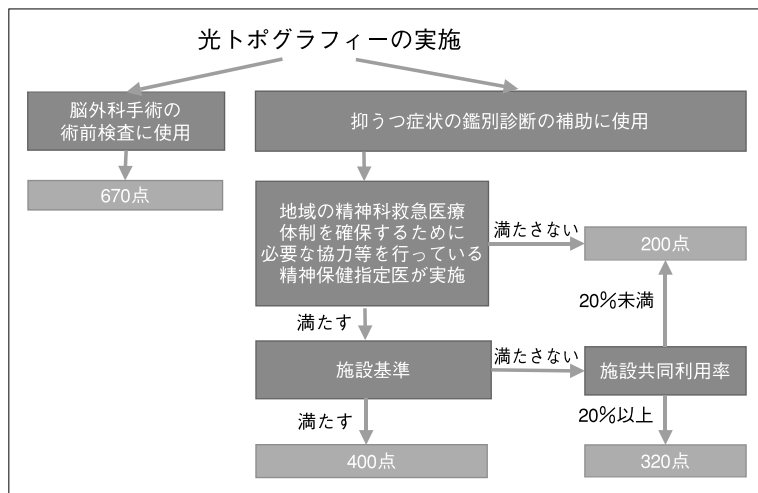 光トポグラフィーの実施
脳外科手術の
術前検査に使用
抑うつ症状の鑑別診断の補助に使用
670点
地域の精神科救急医療
体制を確保するために
必要な協力等を行っている
精神保健指定医が実施
満たさない
200点
満たす
20%未満
施設基準
満たさない
施設共同利用率
満たす
20%以上
400点
320点